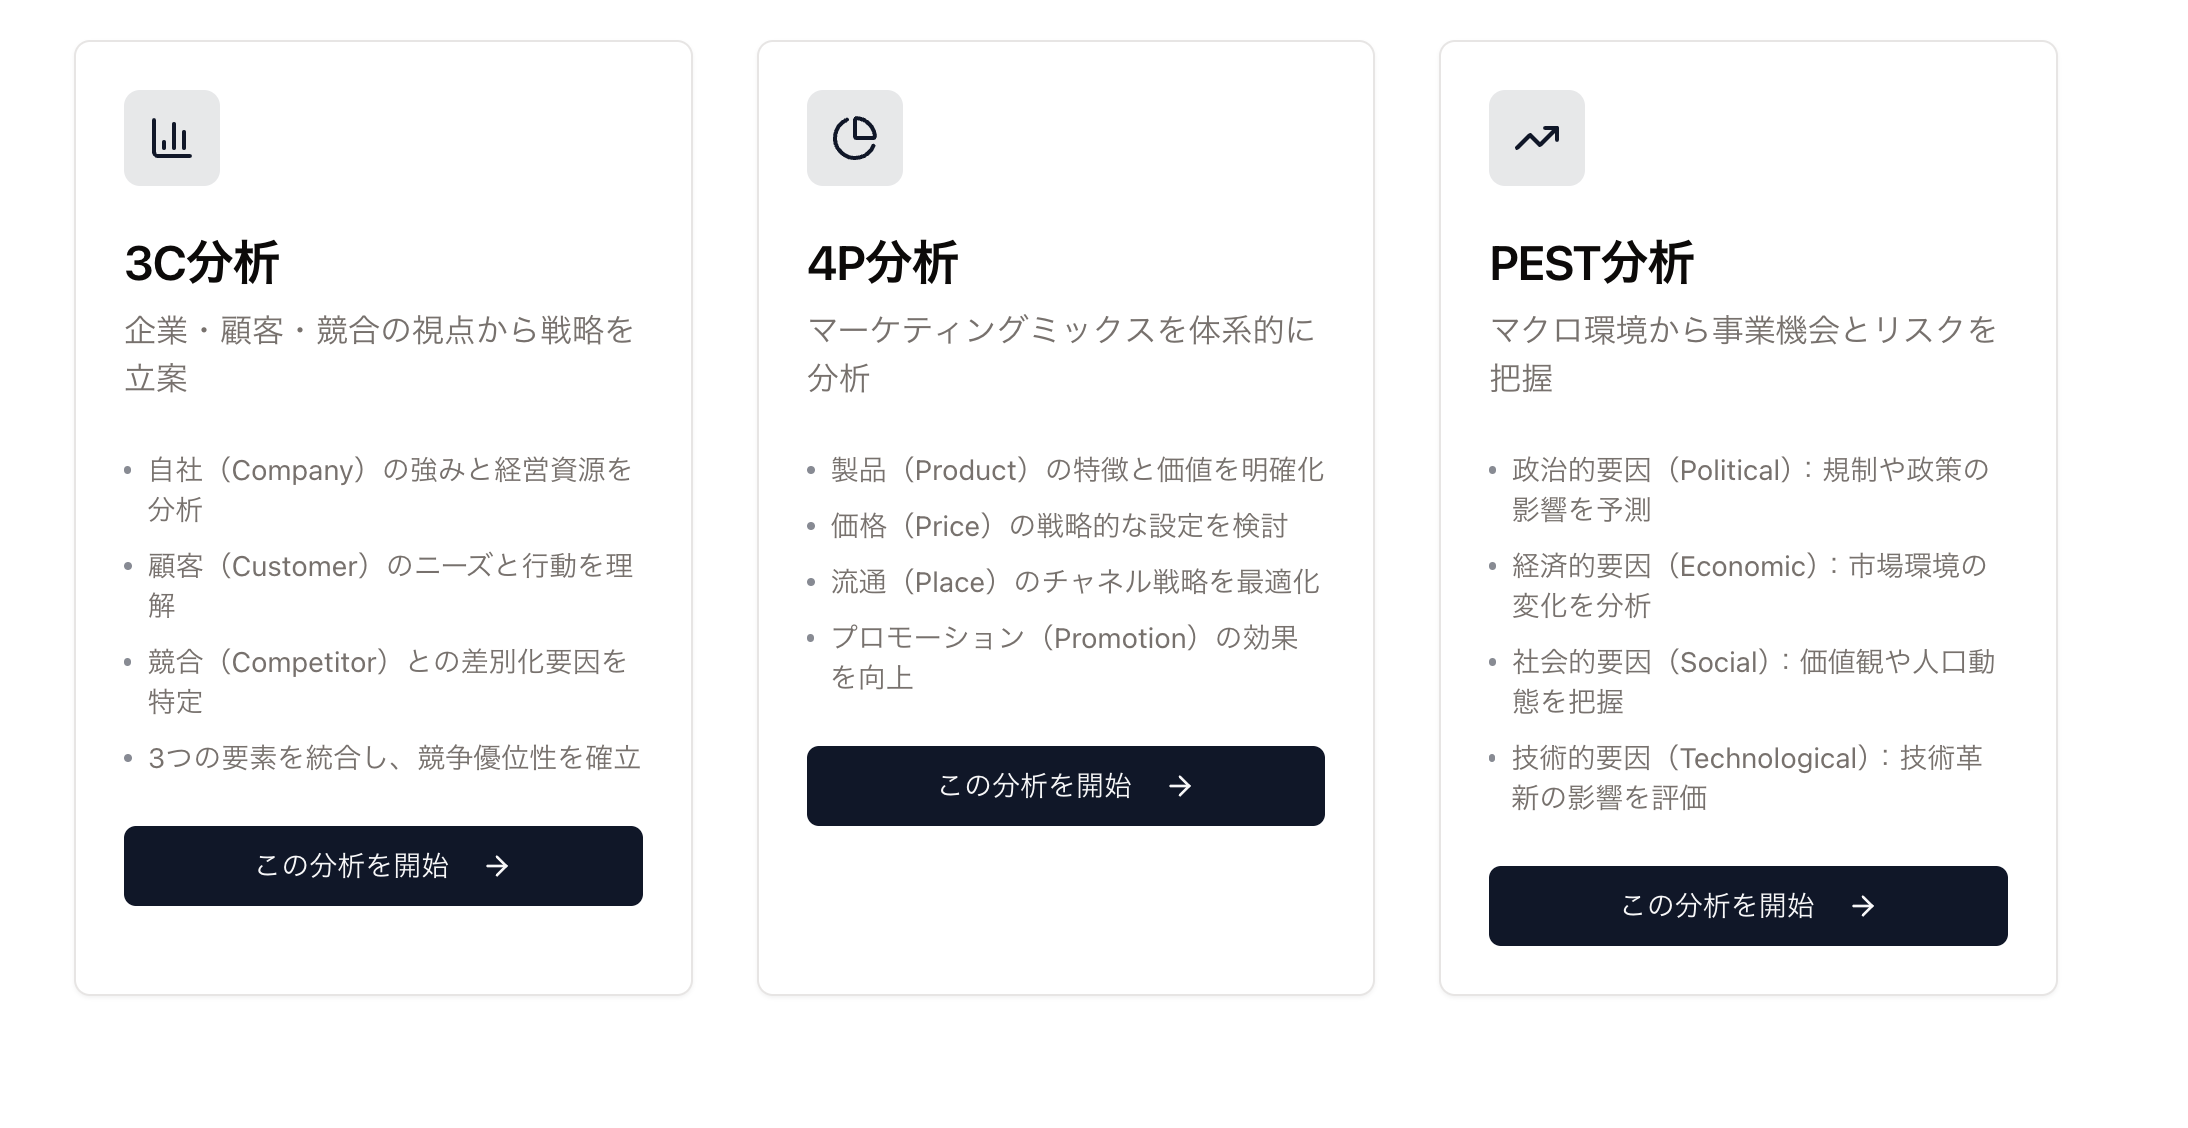 3C分析
企業・顧客・競合の視点から戦略を
立案
• 自社（Company）の強みと経営資源を
分析
• 顧客（Customer）のニーズと行動を理
解
• 競合（Competitor）との差別化要因を
特定
• 3つの要素を統合し、競争優位性を確立
この分析を開始 →
4P分析
マーケティングミックスを体系的に
分析
• 製品（Product）の特徴と価値を明確化
• 価格（Price）の戦略的な設定を検討
• 流通（Place）のチャネル戦略を最適化
• プロモーション（Promotion）の効果
を向上
この分析を開始 →
PEST分析
マクロ環境から事業機会とリスクを
把握
• 政治的要因（Political）：規制や政策の
影響を予測
• 経済的要因（Economic）：市場環境の
変化を分析
• 社会的要因（Social）：価値観や人口動
態を把握
• 技術的要因（Technological）：技術革
新の影響を評価
この分析を開始 →